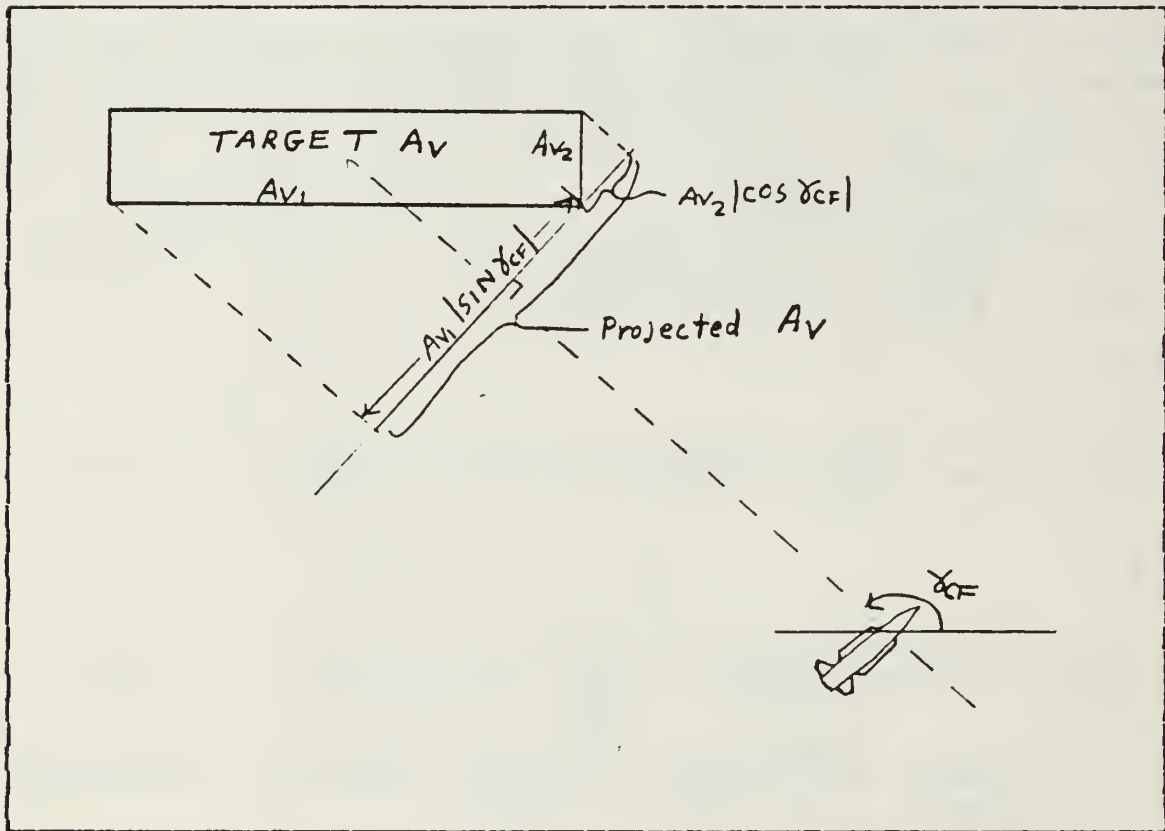 TARGET Av
Av₂
Av₁
Av₂ |COS γCF|
Av₁ |SIN γCF|
Projected Av
γCF